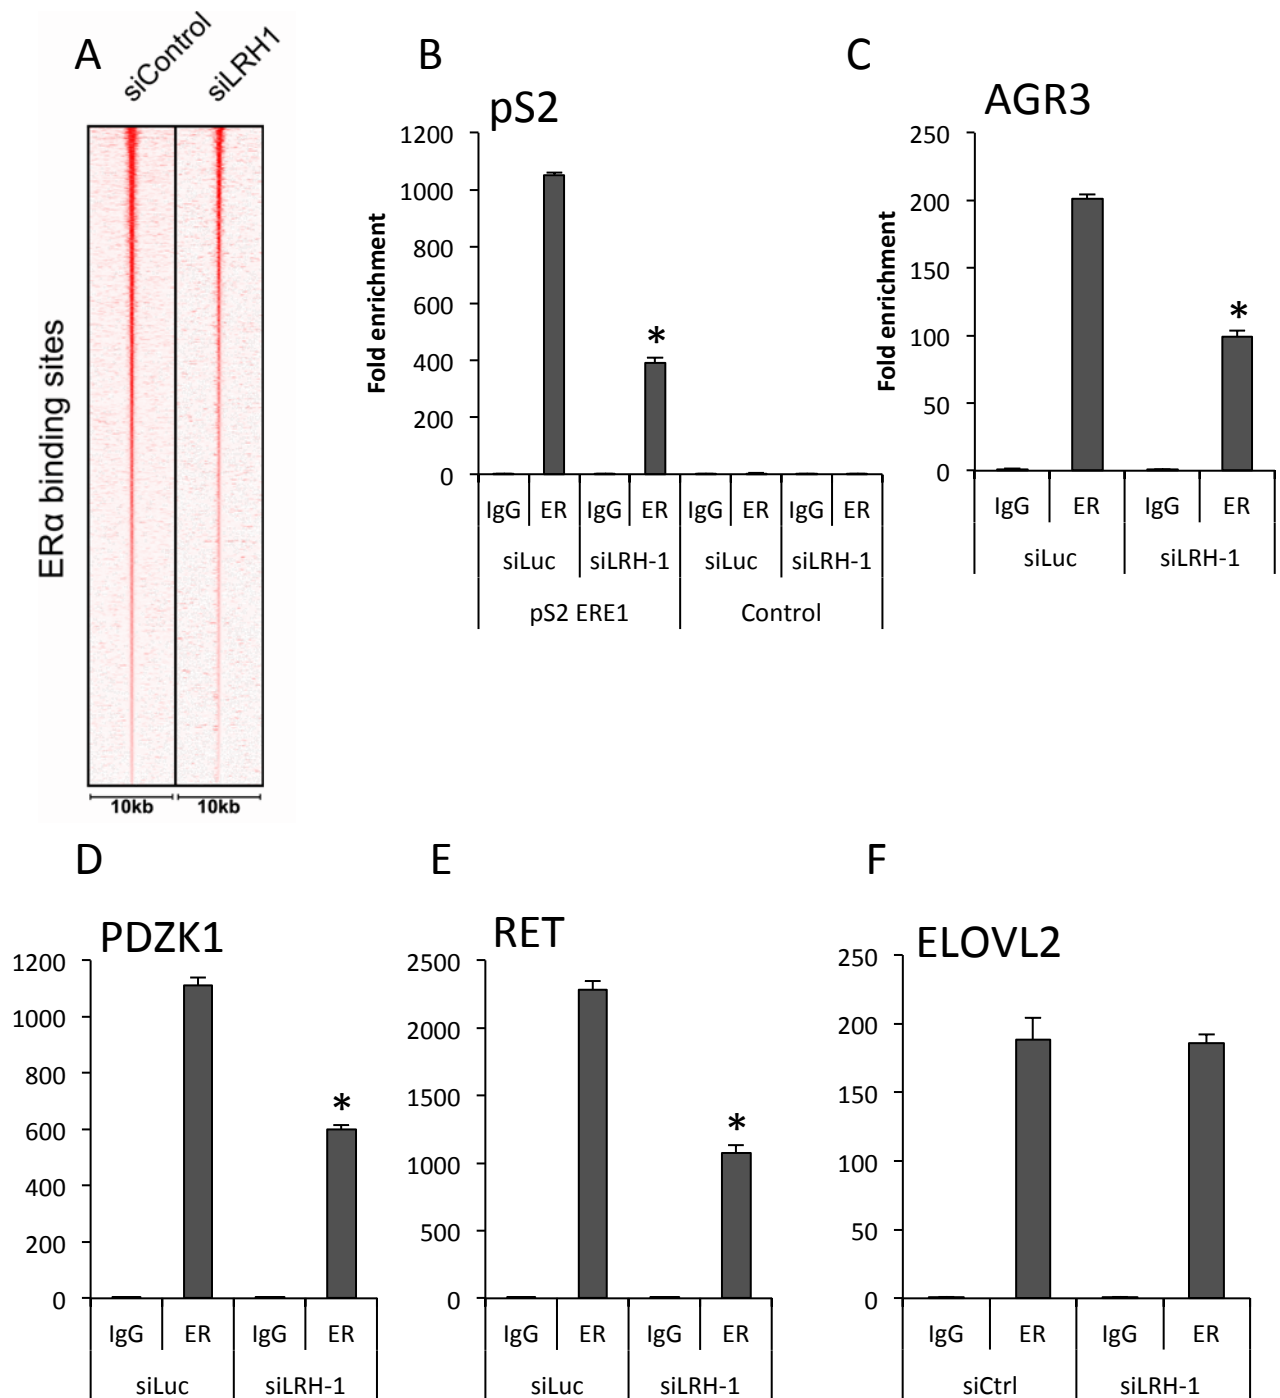 A
siControl
siLRH1
ERα binding sites
10kb 10kb
B
pS2
Fold enrichment
1200
1000
800
600
400
200
0
*
IgG ER IgG ER IgG ER IgG ER
siLuc siLRH-1 siLuc siLRH-1
pS2 ERE1 Control
C
AGR3
Fold enrichment
250
200
150
100
50
0
*
IgG ER IgG ER
siLuc siLRH-1
D
PDZK1
1200
1000
800
600
400
200
0
*
IgG ER IgG ER
siLuc siLRH-1
E
RET
2500
2000
1500
1000
500
0
*
IgG ER IgG ER
siLuc siLRH-1
F
ELOVL2
250
200
150
100
50
0
IgG ER IgG ER
siCtrl siLRH-1